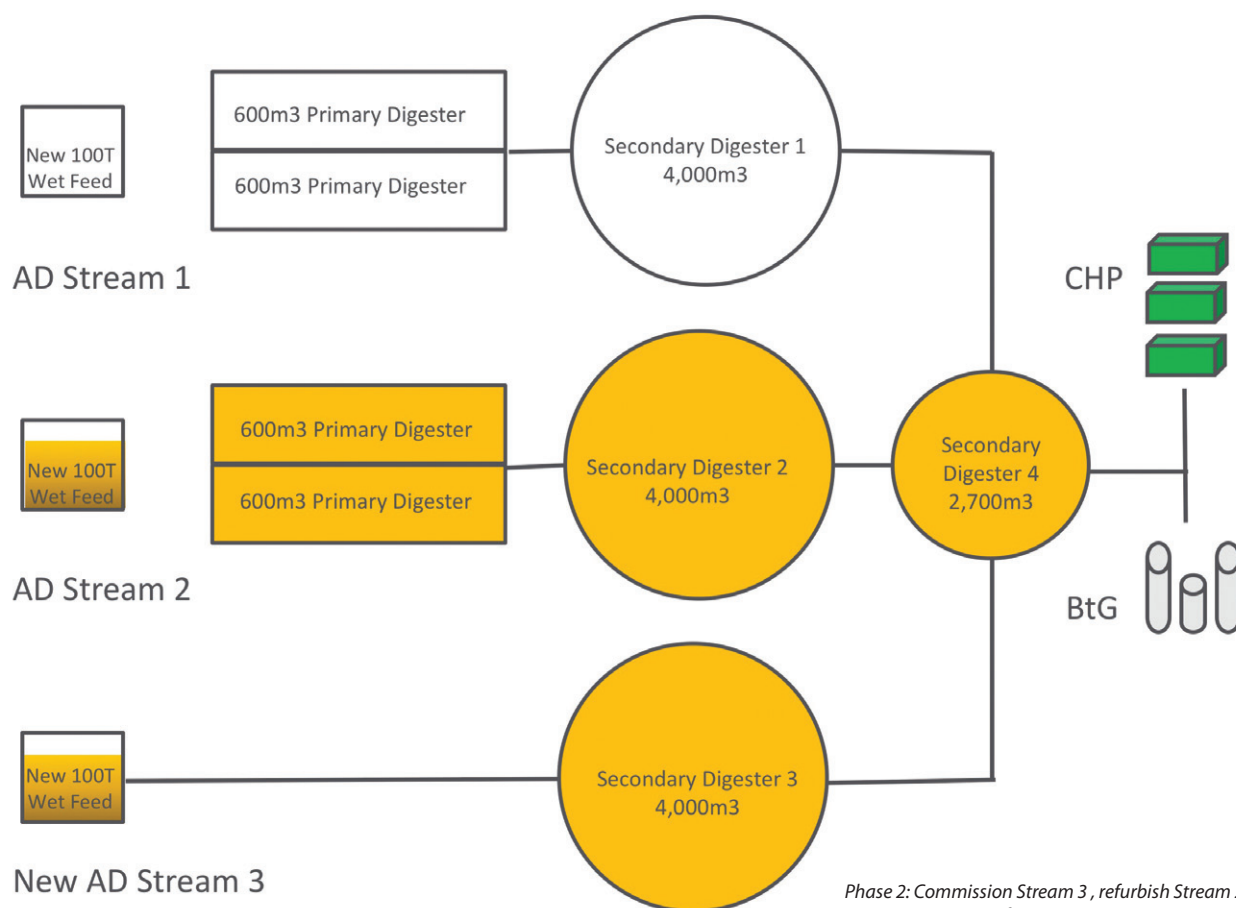 600m3 Primary Digester
600m3 Primary Digester
New 100T
Wet Feed
AD Stream 1
Secondary Digester 1
4,000m3
CHP
600m3 Primary Digester
600m3 Primary Digester
New 100T
Wet Feed
AD Stream 2
Secondary Digester 2
4,000m3
Secondary
Digester 4
2,700m3
BtG
New 100T
Wet Feed
New AD Stream 3
Secondary Digester 3
4,000m3
Phase 2: Commission Stream 3 , refurbish Stream